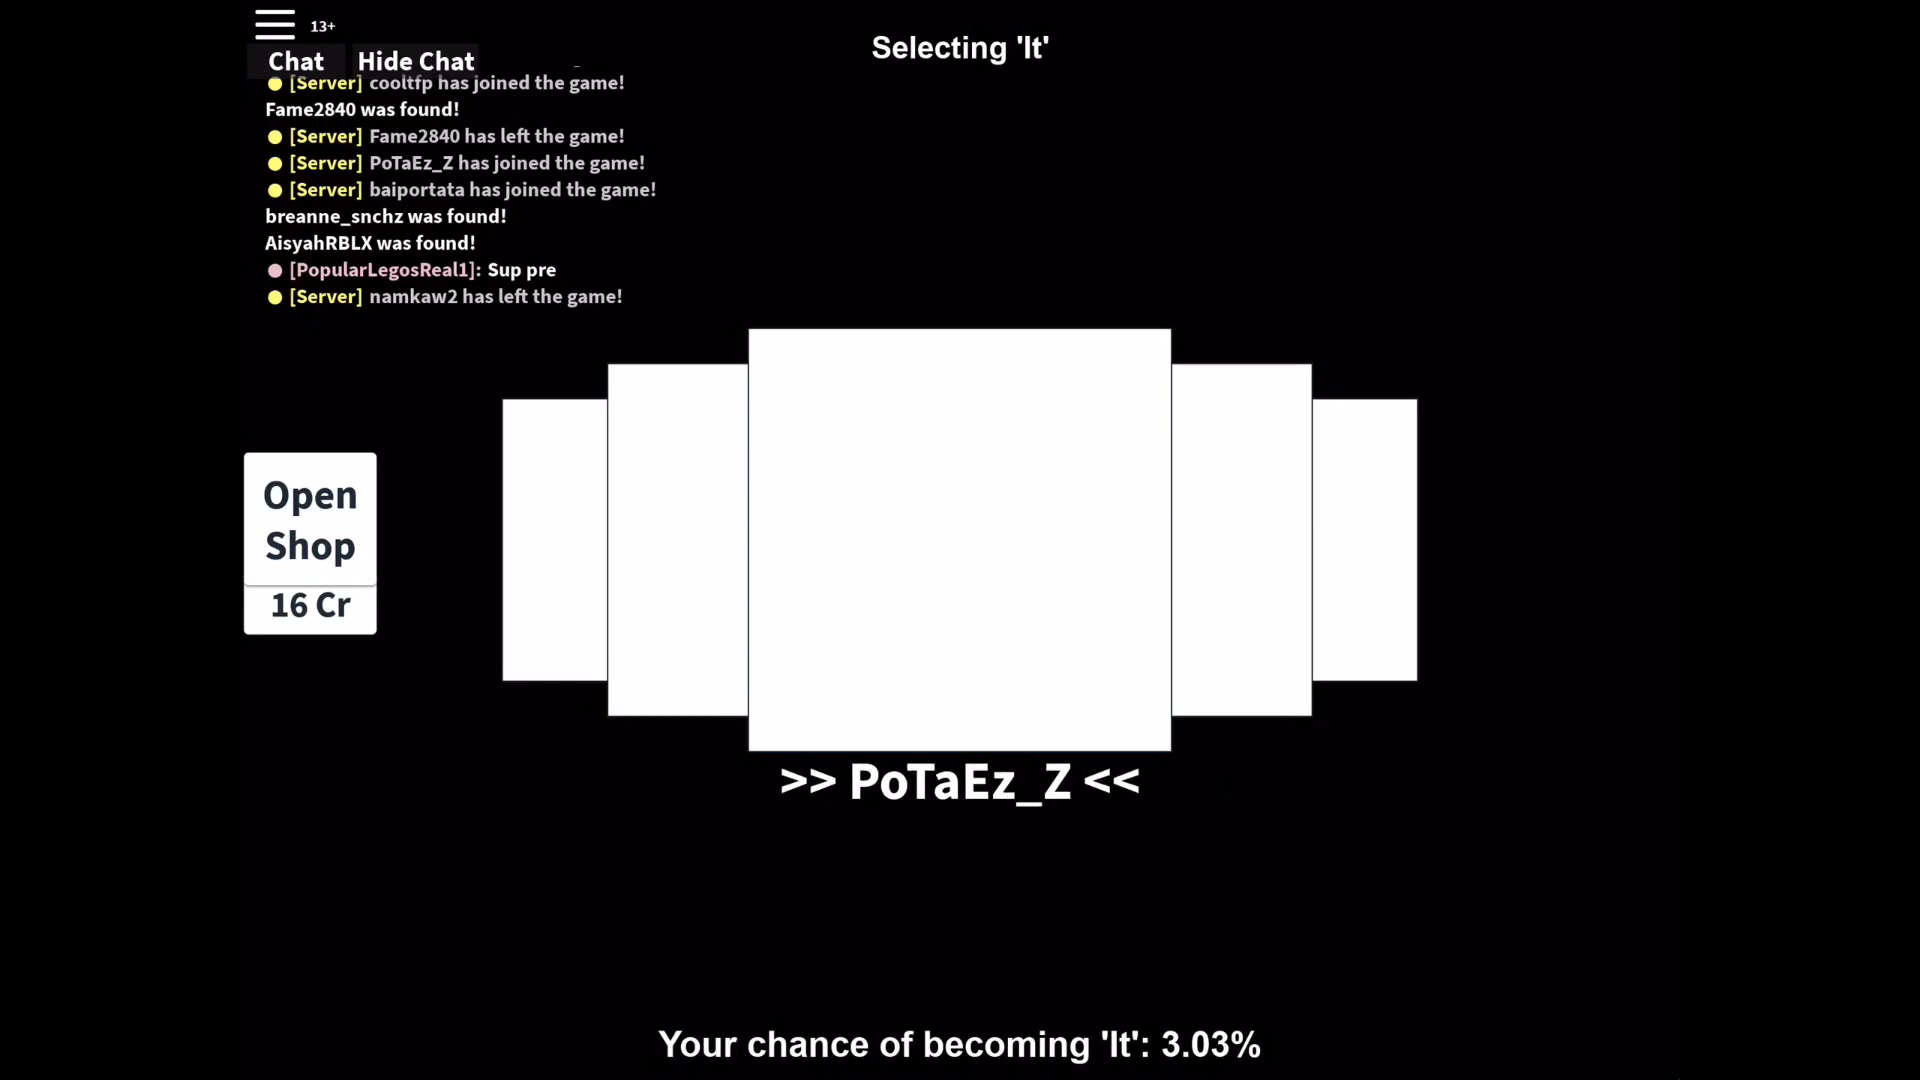 13+
Selecting 'It'
Chat Hide Chat
[Server] cooltfp has joined the game!
Fame2840 was found!
[Server] Fame2840 has left the game!
[Server] PoTaEz_Z has joined the game!
[Server] baiportata has joined the game!
breanne_snchz was found!
AisyahRBLX was found!
[PopularLegosReal1]: Sup pre
[Server] namkaw2 has left the game!
Open
Shop
16 Cr
>> PoTaEz_Z <<
Your chance of becoming 'It': 3.03%